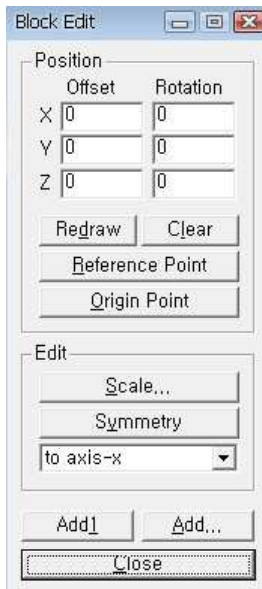 Block Edit
Position
Offset Rotation
X 0 0
Y 0 0
Z 0 0
Redraw Clear
Reference Point
Origin Point
Edit
Scale...
Symmetry
to axis-x
Add1 Add...
Close